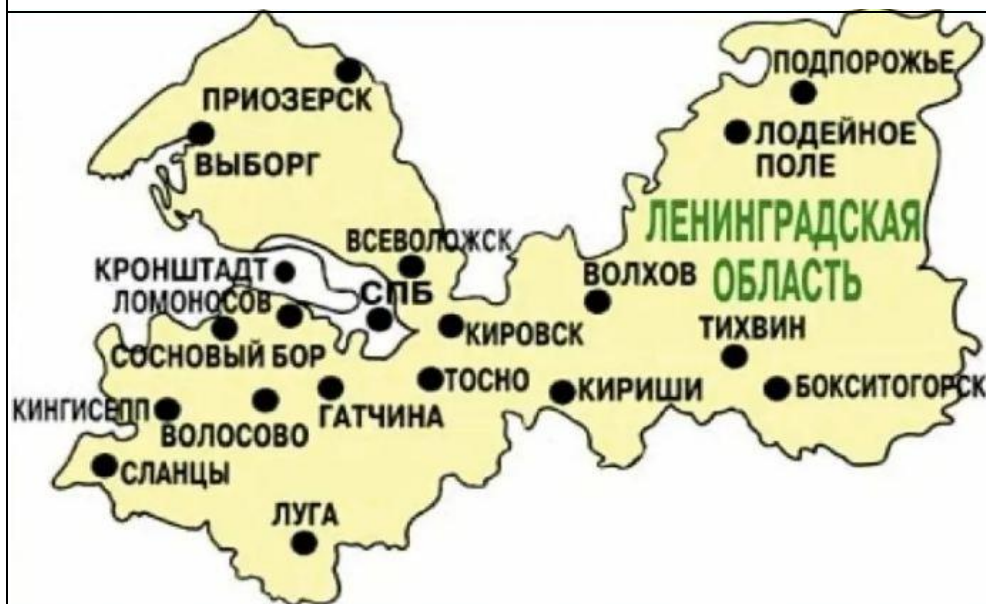 ПОДПОРОЖЬЕ
ПРИОЗЕРСК
ЛОДЕЙНОЕ
ПОЛЕ
ВЫБОРГ
ЛЕНИНГРАДСКАЯ
ОБЛАСТЬ
ВСЕВОЛОЖСК
КРОНШТАДТ
ВОЛХОВ
СПБ
ЛОМОНОСОВ
ТИХВИН
КИРОВСК
СОСНОВЫЙ БОР
ТОСНО
КИРИШИ
БОКСИТОГОРСК
КИНГИСЕПП
ГАТЧИНА
ВОЛОСОВО
СЛАНЦЫ
ЛУГА